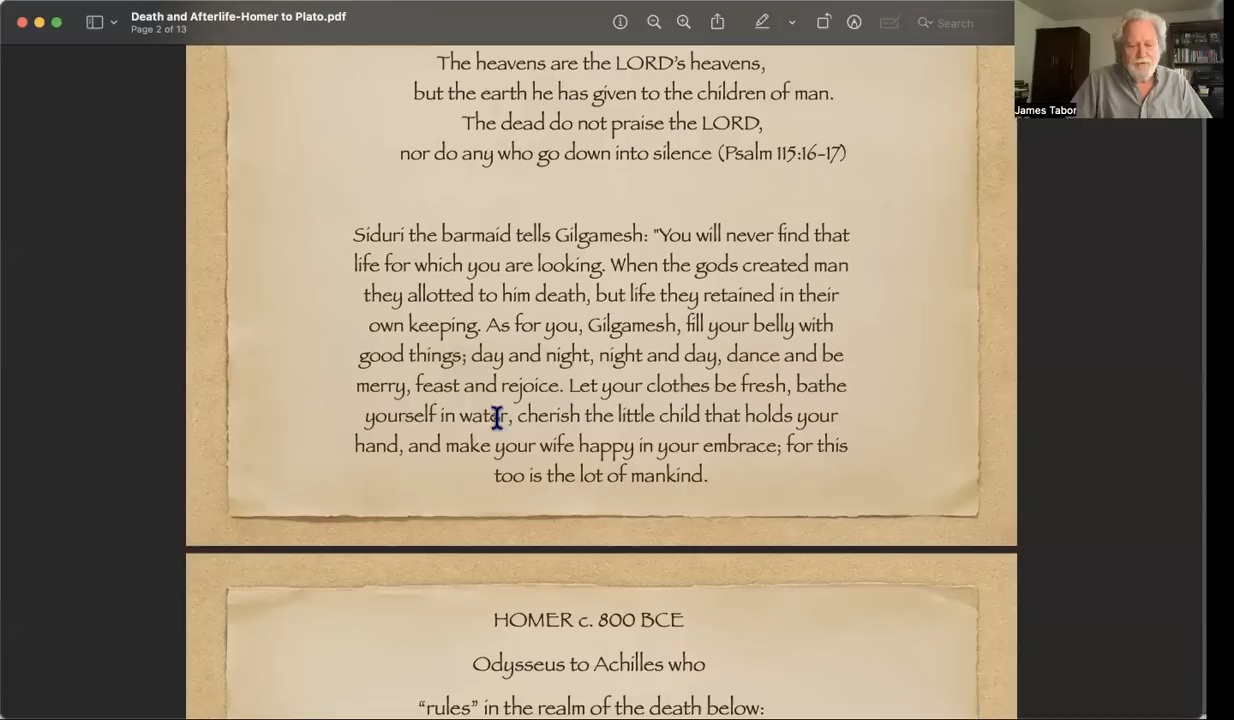 Death and Afterlife-Homer to Plato.pdf
Page 2 of 13
Search
James Tabor
The heavens are the LORD's heavens,
but the earth he has given to the children of man.
The dead do not praise the LORD,
nor do any who go down into silence (Psalm 115:16-17)
Siduri the barmaid tells Gilgamesh: "You will never find that
life for which you are looking. When the gods created man
they allotted to him death, but life they retained in their
own keeping. As for you, Gilgamesh, fill your belly with
good things; day and night, night and day, dance and be
merry, feast and rejoice. Let your clothes be fresh, bathe
yourself in water, cherish the little child that holds your
hand, and make your wife happy in your embrace; for this
too is the lot of mankind.
HOMER c. 800 BCE
Odysseus to Achilles who
“rules” in the realm of the death below: